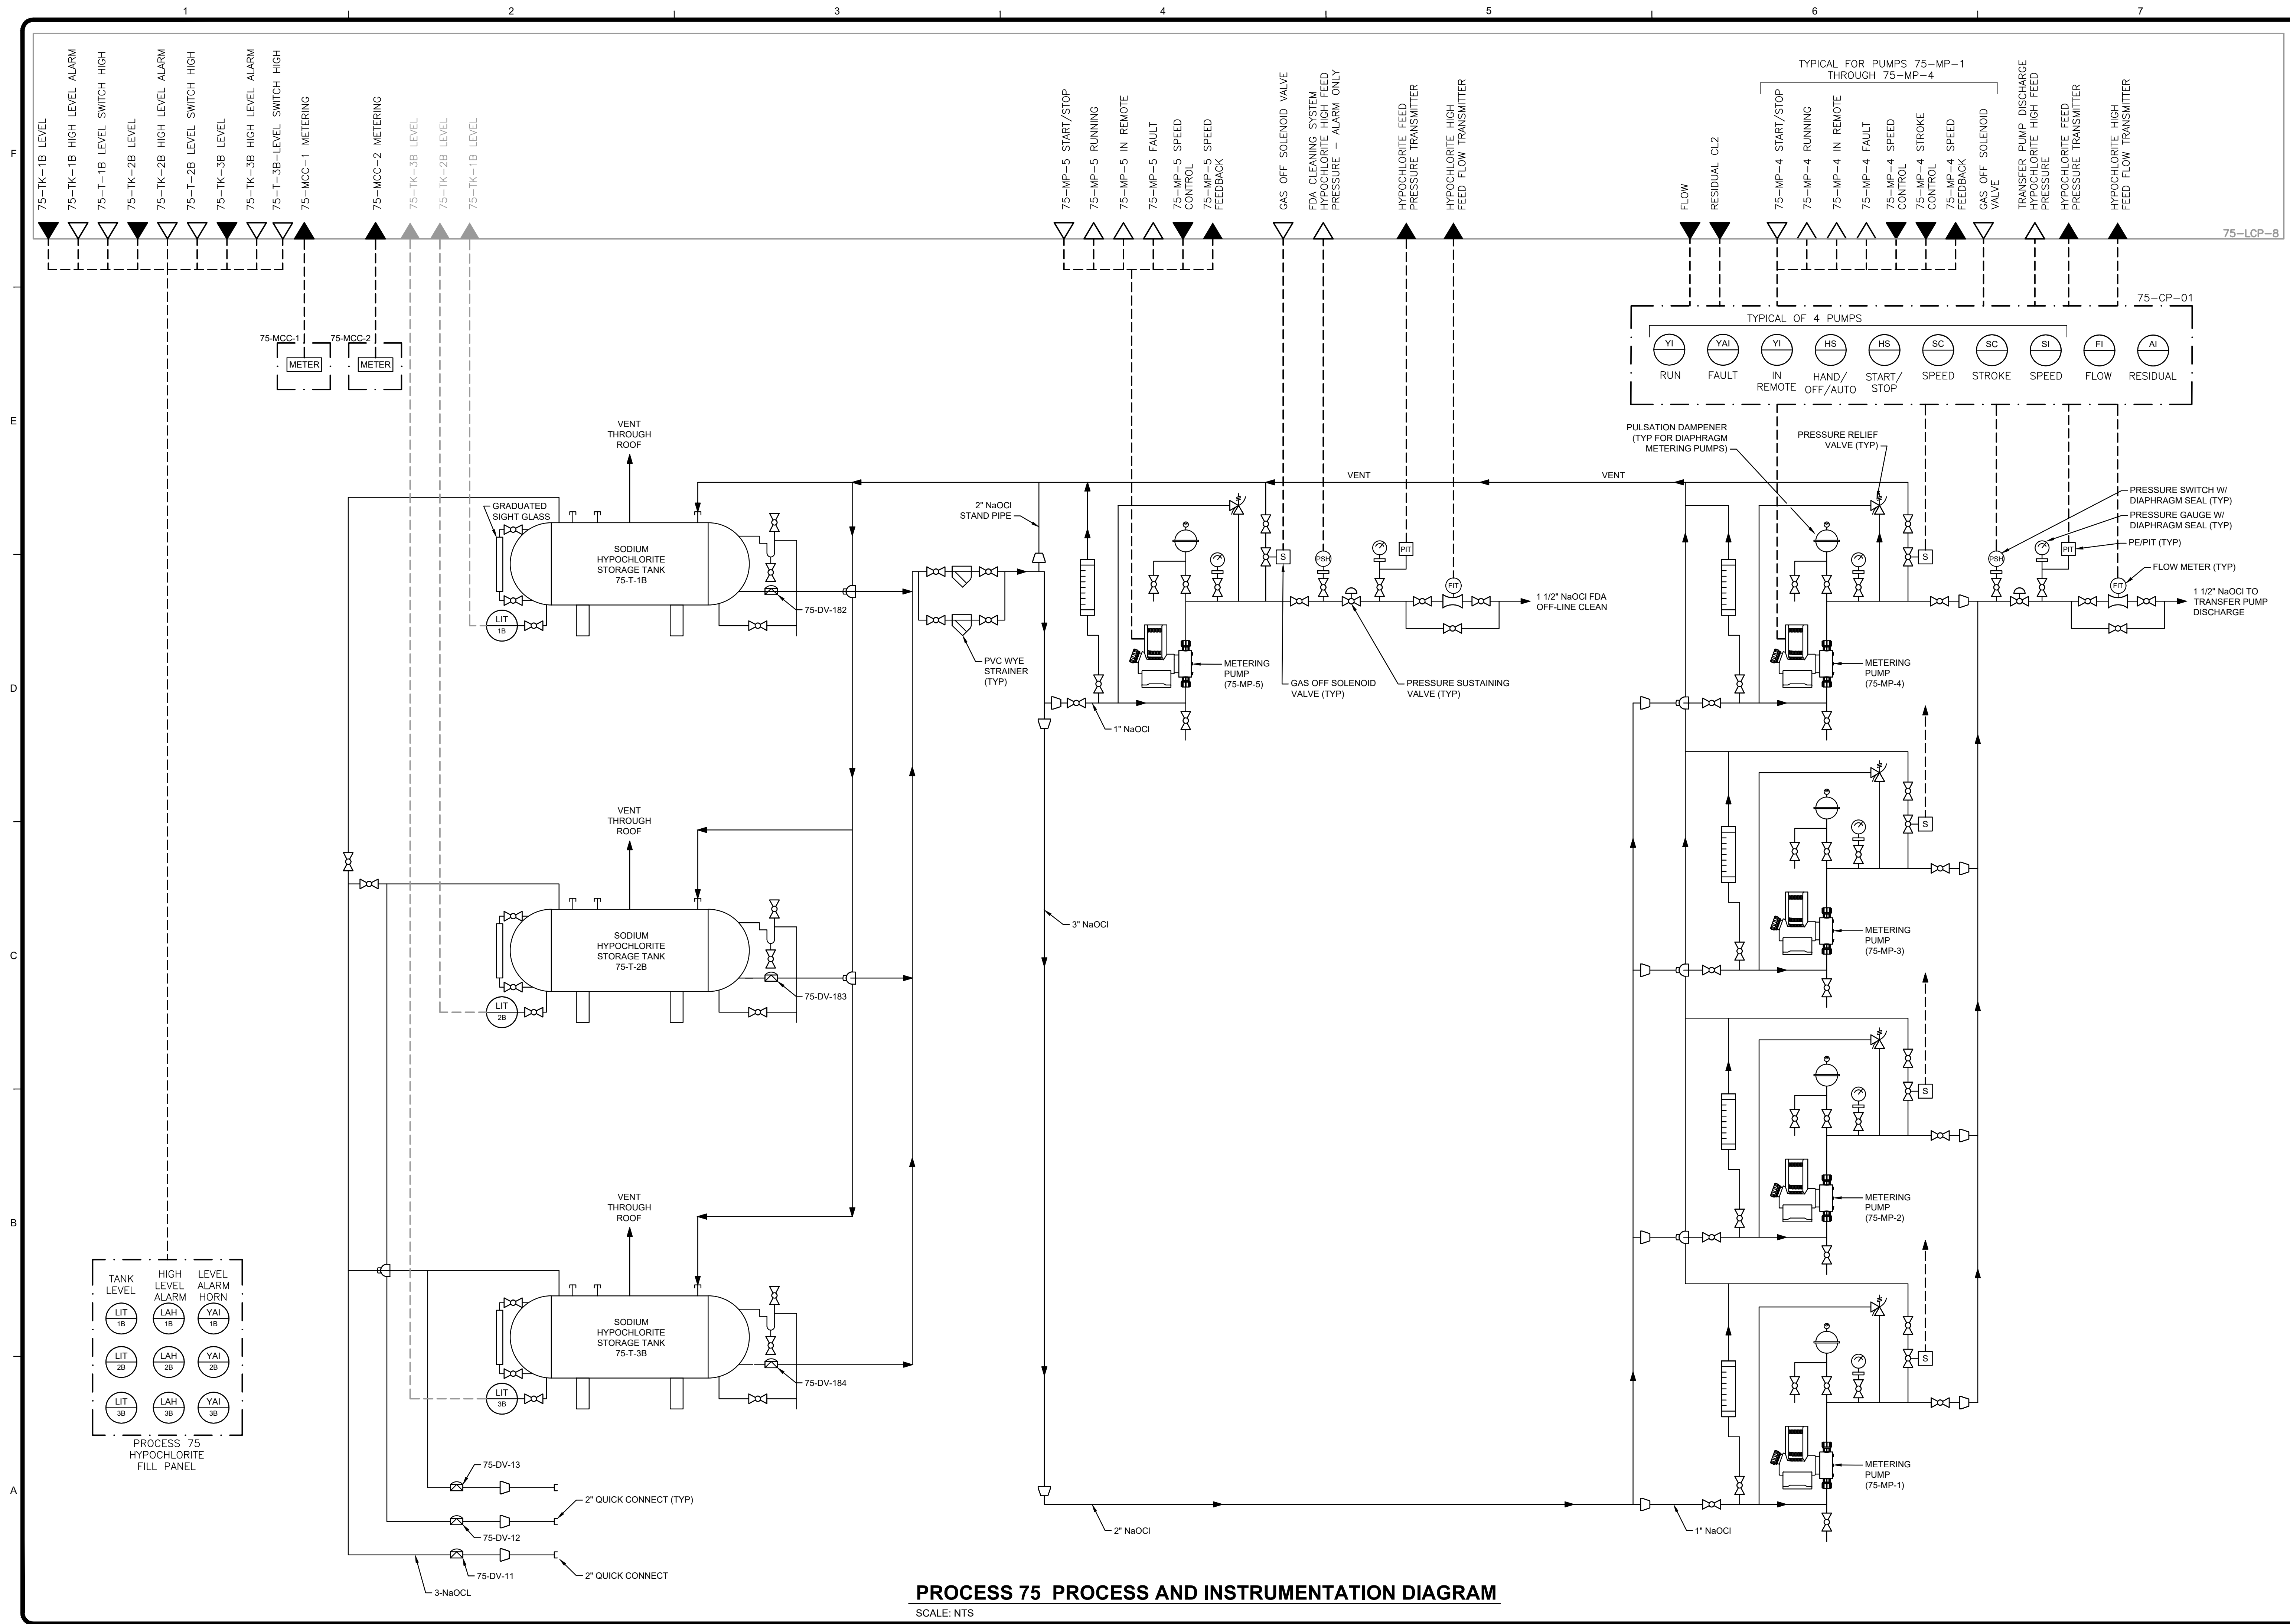 1
2
3
4
5
6
7
F
E
D
C
B
A
75-TK-1B LEVEL
75-TK-1B HIGH LEVEL ALARM
75-T-1B LEVEL SWITCH HIGH
75-TK-2B LEVEL
75-TK-2B HIGH LEVEL ALARM
75-T-2B LEVEL SWITCH HIGH
75-TK-3B LEVEL
75-TK-3B HIGH LEVEL ALARM
75-T-3B-LEVEL SWITCH HIGH
75-MCC-1 METERING
75-MCC-2 METERING
75-TK-3B LEVEL
75-TK-2B LEVEL
75-TK-1B LEVEL
75-MP-5 START/STOP
75-MP-5 RUNNING
75-MP-5 IN REMOTE
75-MP-5 FAULT
75-MP-5 SPEED
CONTROL
75-MP-5 SPEED
FEEDBACK
GAS OFF SOLENOID VALVE
FDA CLEANING SYSTEM
HYPOCHLORITE HIGH FEED
PRESSURE - ALARM ONLY
HYPOCHLORITE FEED
PRESSURE TRANSMITTER
HYPOCHLORITE HIGH
FEED FLOW TRANSMITTER
FLOW
RESIDUAL CL2
TYPICAL FOR PUMPS 75-MP-1
THROUGH 75-MP-4
75-MP-4 START/STOP
75-MP-4 RUNNING
75-MP-4 IN REMOTE
75-MP-4 FAULT
75-MP-4 SPEED
CONTROL
75-MP-4 STROKE
CONTROL
75-MP-4 SPEED
FEEDBACK
GAS OFF SOLENOID
VALVE
TRANSFER PUMP DISCHARGE
HYPOCHLORITE HIGH FEED
PRESSURE
HYPOCHLORITE FEED
PRESSURE TRANSMITTER
HYPOCHLORITE HIGH
FEED FLOW TRANSMITTER
75-LCP-8
75-MCC-1
METER
75-MCC-2
METER
75-CP-01
TYPICAL OF 4 PUMPS
YI
YAI
YI
HS
HS
SC
SC
SI
FI
AI
RUN
FAULT
IN
REMOTE
HAND/
OFF/AUTO
START/
STOP
SPEED
STROKE
SPEED
FLOW
RESIDUAL
VENT
THROUGH
ROOF
GRADUATED
SIGHT GLASS
SODIUM
HYPOCHLORITE
STORAGE TANK
75-T-1B
LIT
1B
75-DV-182
VENT
THROUGH
ROOF
SODIUM
HYPOCHLORITE
STORAGE TANK
75-T-2B
LIT
2B
75-DV-183
VENT
THROUGH
ROOF
SODIUM
HYPOCHLORITE
STORAGE TANK
75-T-3B
LIT
3B
75-DV-184
2" NaOCl
STAND PIPE
PVC WYE
STRAINER
(TYP)
VENT
VENT
S
PSH
PIT
FIT
1 1/2" NaOCl FDA
OFF-LINE CLEAN
METERING
PUMP
(75-MP-5)
GAS OFF SOLENOID
VALVE (TYP)
PRESSURE SUSTAINING
VALVE (TYP)
1" NaOCl
3" NaOCl
2" NaOCl
1" NaOCl
PULSATION DAMPENER
(TYP FOR DIAPHRAGM
METERING PUMPS)
PRESSURE RELIEF
VALVE (TYP)
PRESSURE SWITCH W/
DIAPHRAGM SEAL (TYP)
PRESSURE GAUGE W/
DIAPHRAGM SEAL (TYP)
PE/PIT (TYP)
FLOW METER (TYP)
S
PSH
PIT
FIT
1 1/2" NaOCl TO
TRANSFER PUMP
DISCHARGE
METERING
PUMP
(75-MP-4)
S
METERING
PUMP
(75-MP-3)
S
METERING
PUMP
(75-MP-2)
S
METERING
PUMP
(75-MP-1)
TANK
LEVEL
HIGH
LEVEL
ALARM
LEVEL
ALARM
HORN
LIT
1B
LAH
1B
YAI
1B
LIT
2B
LAH
2B
YAI
2B
LIT
3B
LAH
3B
YAI
3B
PROCESS 75
HYPOCHLORITE
FILL PANEL
75-DV-13
2" QUICK CONNECT (TYP)
75-DV-12
75-DV-11
2" QUICK CONNECT
3-NaOCL
PROCESS 75 PROCESS AND INSTRUMENTATION DIAGRAM
SCALE: NTS